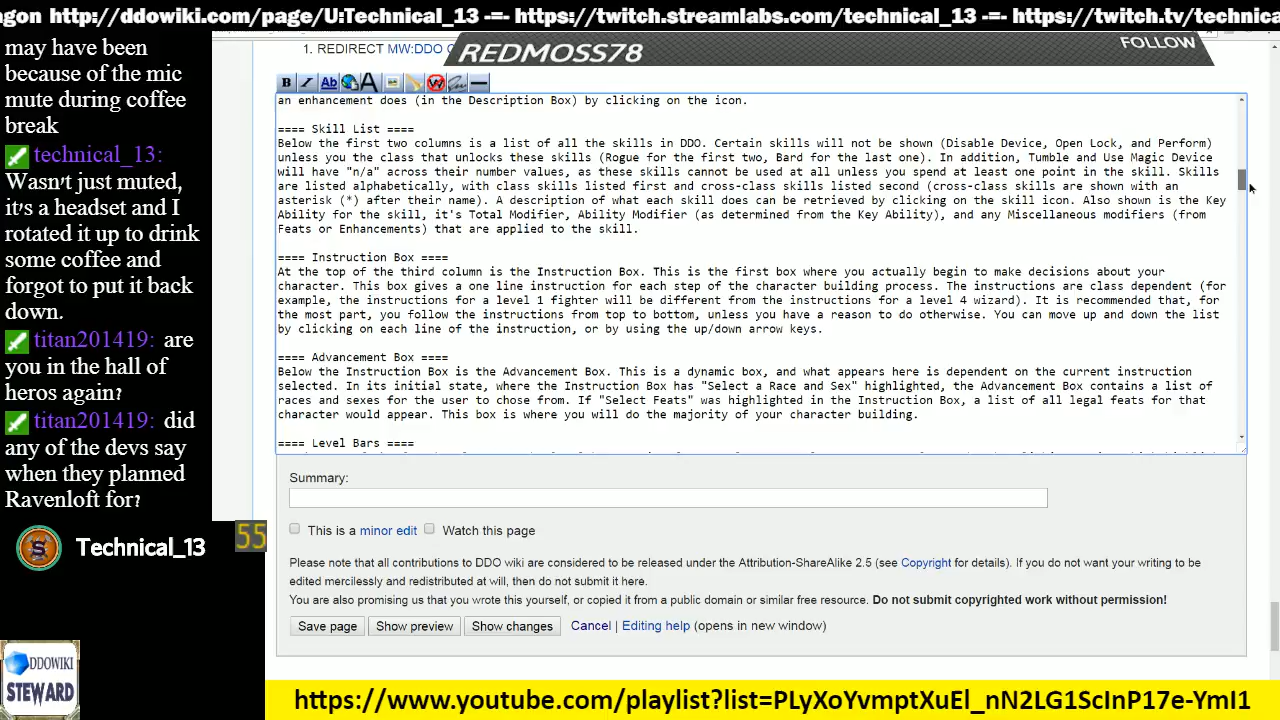 agon http://ddowiki.com/page/U:Technical_13 -=- https://twitch.streamlabs.com/technical_13 -=- https://twitch.tv/technica
may have been
because of the mic
mute during coffee
break
technical_13:
Wasn't just muted,
it's a headset and I
rotated it up to drink
some coffee and
forgot to put it back
down.
titan201419: are
you in the hall of
heros again?
titan201419: did
any of the devs say
when they planned
Ravenloft for?
Technical_13
55
DDOWIKI
STEWARD
1. REDIRECT MW:DDO
REDMOSS78
FOLLOW
B I Ab A W
an enhancement does (in the Description Box) by clicking on the icon.
==== Skill List ====
Below the first two columns is a list of all the skills in DDO. Certain skills will not be shown (Disable Device, Open Lock, and Perform)
unless you the class that unlocks these skills (Rogue for the first two, Bard for the last one). In addition, Tumble and Use Magic Device
will have "n/a" across their number values, as these skills cannot be used at all unless you spend at least one point in the skill. Skills
are listed alphabetically, with class skills listed first and cross-class skills listed second (cross-class skills are shown with an
asterisk (*) after their name). A description of what each skill does can be retrieved by clicking on the skill icon. Also shown is the Key
Ability for the skill, it's Total Modifier, Ability Modifier (as determined from the Key Ability), and any Miscellaneous modifiers (from
Feats or Enhancements) that are applied to the skill.
==== Instruction Box ====
At the top of the third column is the Instruction Box. This is the first box where you actually begin to make decisions about your
character. This box gives a one line instruction for each step of the character building process. The instructions are class dependent (for
example, the instructions for a level 1 fighter will be different from the instructions for a level 4 wizard). It is recommended that, for
the most part, you follow the instructions from top to bottom, unless you have a reason to do otherwise. You can move up and down the list
by clicking on each line of the instruction, or by using the up/down arrow keys.
==== Advancement Box ====
Below the Instruction Box is the Advancement Box. This is a dynamic box, and what appears here is dependent on the current instruction
selected. In its initial state, where the Instruction Box has "Select a Race and Sex" highlighted, the Advancement Box contains a list of
races and sexes for the user to chose from. If "Select Feats" was highlighted in the Instruction Box, a list of all legal feats for that
character would appear. This box is where you will do the majority of your character building.
==== Level Bars ====
Summary:
This is a minor edit Watch this page
Please note that all contributions to DDO wiki are considered to be released under the Attribution-ShareAlike 2.5 (see Copyright for details). If you do not want your writing to be
edited mercilessly and redistributed at will, then do not submit it here.
You are also promising us that you wrote this yourself, or copied it from a public domain or similar free resource. Do not submit copyrighted work without permission!
Save page Show preview Show changes Cancel | Editing help (opens in new window)
https://www.youtube.com/playlist?list=PLyXoYvmptXuEl_nN2LG1ScInP17e-YmI1